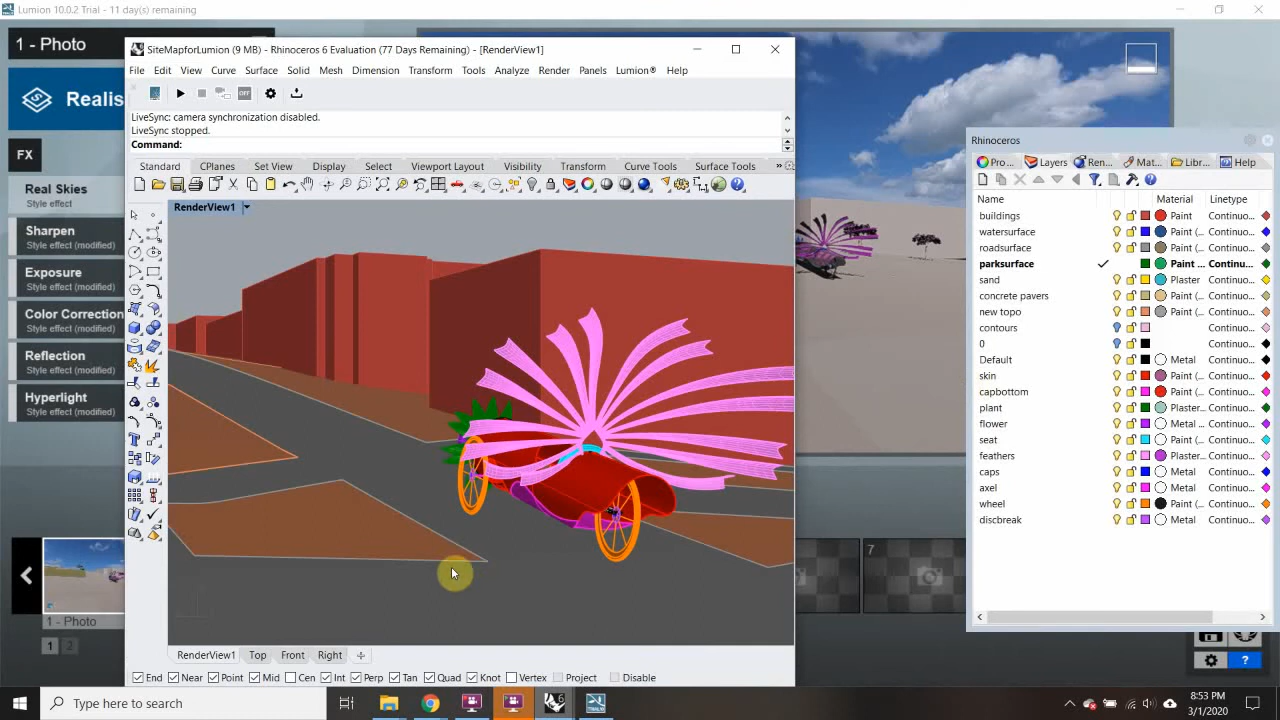 Lumion 10.0.2 Trial - 11 day(s) remaining
1 - Photo
Realis
FX
Real Skies
Style effect
Sharpen
Style effect (modified)
Exposure
Style effect (modified)
Color Correction
Style effect (modified)
Reflection
Style effect (modified)
Hyperlight
Style effect (modified)
1 - Photo
1 2
SiteMapforLumion (9 MB) - Rhinoceros 6 Evaluation (77 Days Remaining) - [RenderView1]
File Edit View Curve Surface Solid Mesh Dimension Transform Tools Analyze Render Panels Lumion® Help
OFF
LiveSync: camera synchronization disabled.
LiveSync stopped.
Command:
Standard CPlanes Set View Display Select Viewport Layout Visibility Transform Curve Tools Surface Tools »
RenderView1
RenderView1 Top Front Right
End Near Point Mid Cen Int Perp Tan Quad Knot Vertex Project Disable
7
Rhinoceros
Pro... Layers Ren... Mat... Libr... Help
Name Material Linetype
buildings Paint Continuo...
watersurface Paint (... Continuo...
roadsurface Paint (... Continuo...
parksurface Paint ... Continu...
sand Plaster Continuo...
concrete pavers Paint (... Continuo...
new topo Paint (... Continuo...
contours Continuo...
0 Continuo...
Default Metal Continuo...
skin Paint (... Continuo...
capbottom Paint (... Continuo...
plant Plaster... Continuo...
flower Metal ... Continuo...
seat Paint (... Continuo...
feathers Plaster... Continuo...
caps Metal Continuo...
axel Metal Continuo...
wheel Paint (... Continuo...
discbreak Metal Continuo...
?
Type here to search
8:53 PM
3/1/2020